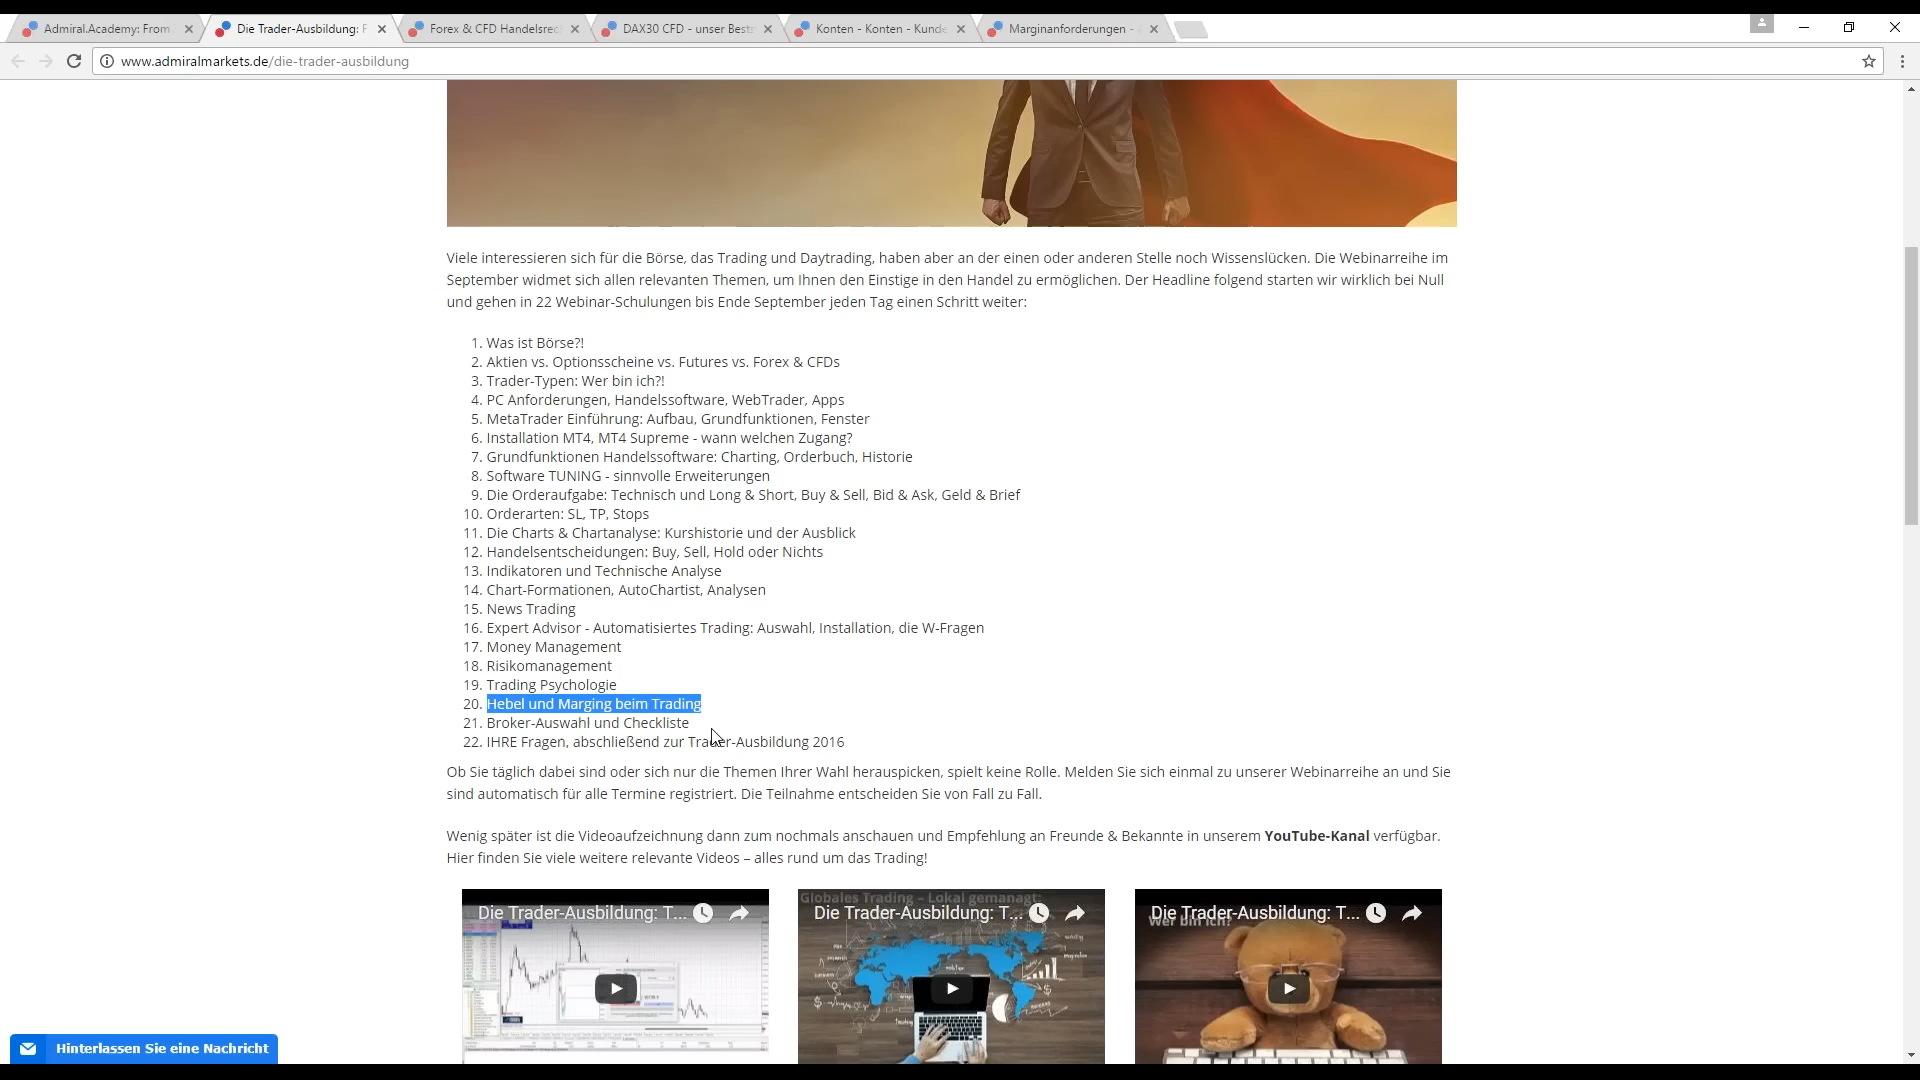 Admiral.Academy: From
Die Trader-Ausbildung: F
Forex & CFD Handelsrec
DAX30 CFD - unser Bests
Konten - Konten - Kunde
Marginanforderungen -
www.admiralmarkets.de/die-trader-ausbildung
Viele interessieren sich für die Börse, das Trading und Daytrading, haben aber an der einen oder anderen Stelle noch Wissenslücken. Die Webinarreihe im
September widmet sich allen relevanten Themen, um Ihnen den Einstige in den Handel zu ermöglichen. Der Headline folgend starten wir wirklich bei Null
und gehen in 22 Webinar-Schulungen bis Ende September jeden Tag einen Schritt weiter:
1. Was ist Börse?!
2. Aktien vs. Optionsscheine vs. Futures vs. Forex & CFDs
3. Trader-Typen: Wer bin ich?!
4. PC Anforderungen, Handelssoftware, WebTrader, Apps
5. MetaTrader Einführung: Aufbau, Grundfunktionen, Fenster
6. Installation MT4, MT4 Supreme - wann welchen Zugang?
7. Grundfunktionen Handelssoftware: Charting, Orderbuch, Historie
8. Software TUNING - sinnvolle Erweiterungen
9. Die Orderaufgabe: Technisch und Long & Short, Buy & Sell, Bid & Ask, Geld & Brief
10. Orderarten: SL, TP, Stops
11. Die Charts & Chartanalyse: Kurshistorie und der Ausblick
12. Handelsentscheidungen: Buy, Sell, Hold oder Nichts
13. Indikatoren und Technische Analyse
14. Chart-Formationen, AutoChartist, Analysen
15. News Trading
16. Expert Advisor - Automatisiertes Trading: Auswahl, Installation, die W-Fragen
17. Money Management
18. Risikomanagement
19. Trading Psychologie
20. Hebel und Marging beim Trading
21. Broker-Auswahl und Checkliste
22. IHRE Fragen, abschließend zur Trader-Ausbildung 2016
Ob Sie täglich dabei sind oder sich nur die Themen Ihrer Wahl herauspicken, spielt keine Rolle. Melden Sie sich einmal zu unserer Webinarreihe an und Sie
sind automatisch für alle Termine registriert. Die Teilnahme entscheiden Sie von Fall zu Fall.
Wenig später ist die Videoaufzeichnung dann zum nochmals anschauen und Empfehlung an Freunde & Bekannte in unserem YouTube-Kanal verfügbar.
Hier finden Sie viele weitere relevante Videos – alles rund um das Trading!
Globales Trading – Lokal gemanagt:
Die Trader-Ausbildung: T...
Die Trader-Ausbildung: T...
Die Trader-Ausbildung: T...
Wer bin ich?
Hinterlassen Sie eine Nachricht